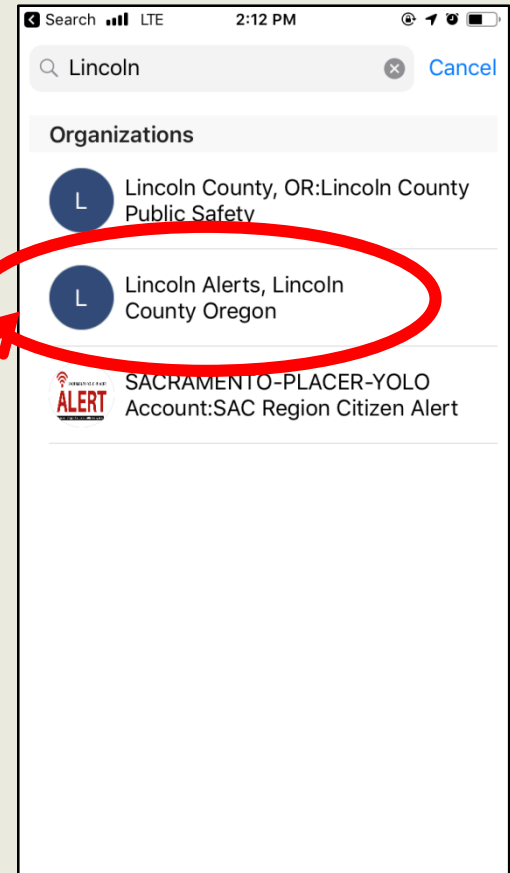 Search LTE 2:12 PM
Lincoln Cancel
Organizations
L
Lincoln County, OR:Lincoln County
Public Safety
L
Lincoln Alerts, Lincoln
County Oregon
ALERT
SACRAMENTO-PLACER-YOLO
Account:SAC Region Citizen Alert